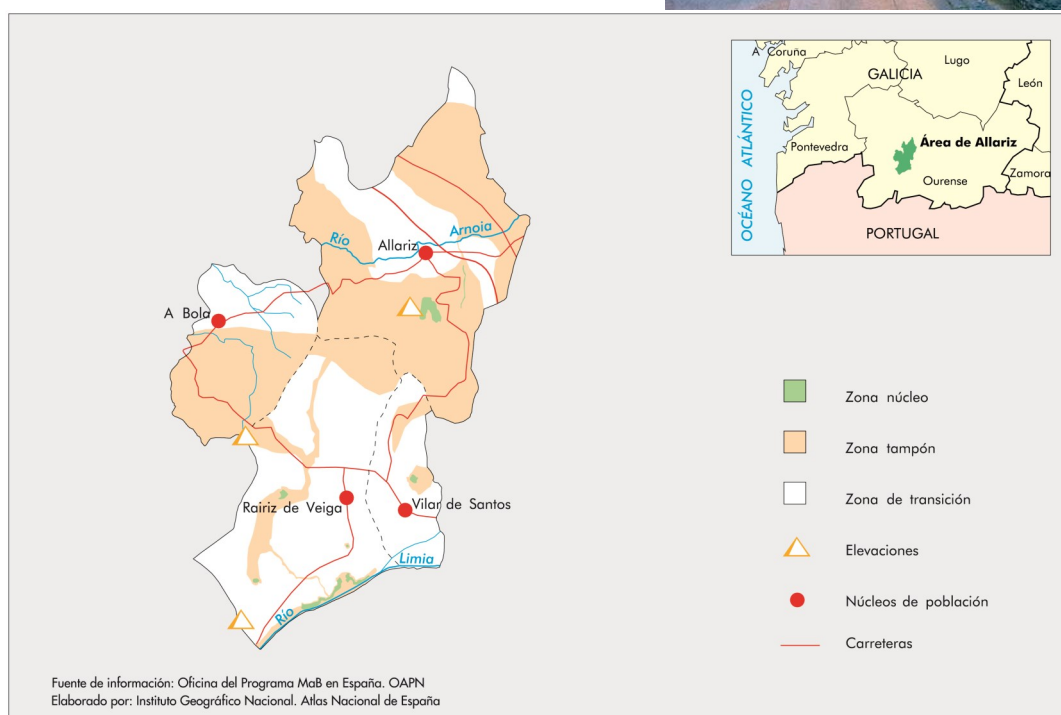 A Coruña
Lugo
GALICIA
León
OCÉANO ATLÁNTICO
Pontevedra
Área de Allariz
Zamora
Ourense
PORTUGAL
Río Arnoia
Allariz
A Bola
Rairiz de Veiga
Vilar de Santos
Río Limia
Zona núcleo
Zona tampón
Zona de transición
Elevaciones
Núcleos de población
Carreteras
Fuente de información: Oficina del Programa MaB en España. OAPN
Elaborado por: Instituto Geográfico Nacional. Atlas Nacional de España